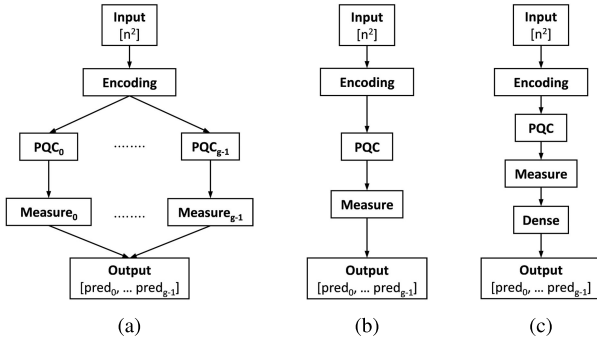 Input
[n²]
Encoding
PQC₀ ........ PQC_g-1
Measure₀ ........ Measure_g-1
Output
[pred₀, ... pred_g-1]
(a)
Input
[n²]
Encoding
PQC
Measure
Output
[pred₀, ... pred_g-1]
(b)
Input
[n²]
Encoding
PQC
Measure
Dense
Output
[pred₀, ... pred_g-1]
(c)